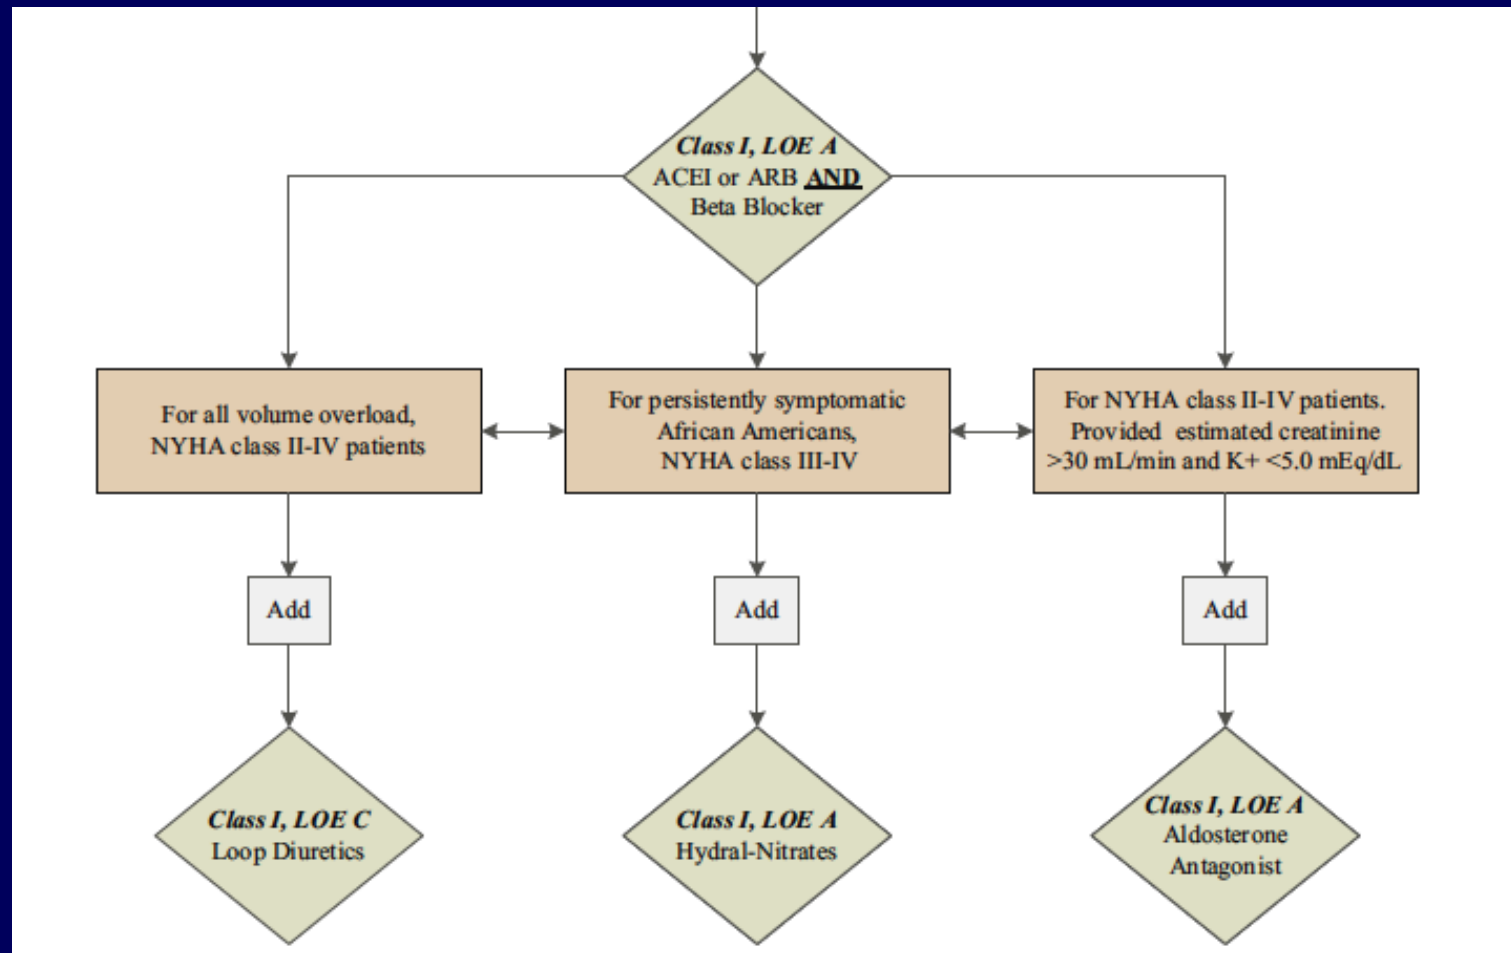 Class I, LOE A
ACEI or ARB AND
Beta Blocker
For all volume overload,
NYHA class II-IV patients
For persistently symptomatic
African Americans,
NYHA class III-IV
For NYHA class II-IV patients.
Provided estimated creatinine
>30 mL/min and K+ <5.0 mEq/dL
Add
Add
Add
Class I, LOE C
Loop Diuretics
Class I, LOE A
Hydral-Nitrates
Class I, LOE A
Aldosterone
Antagonist